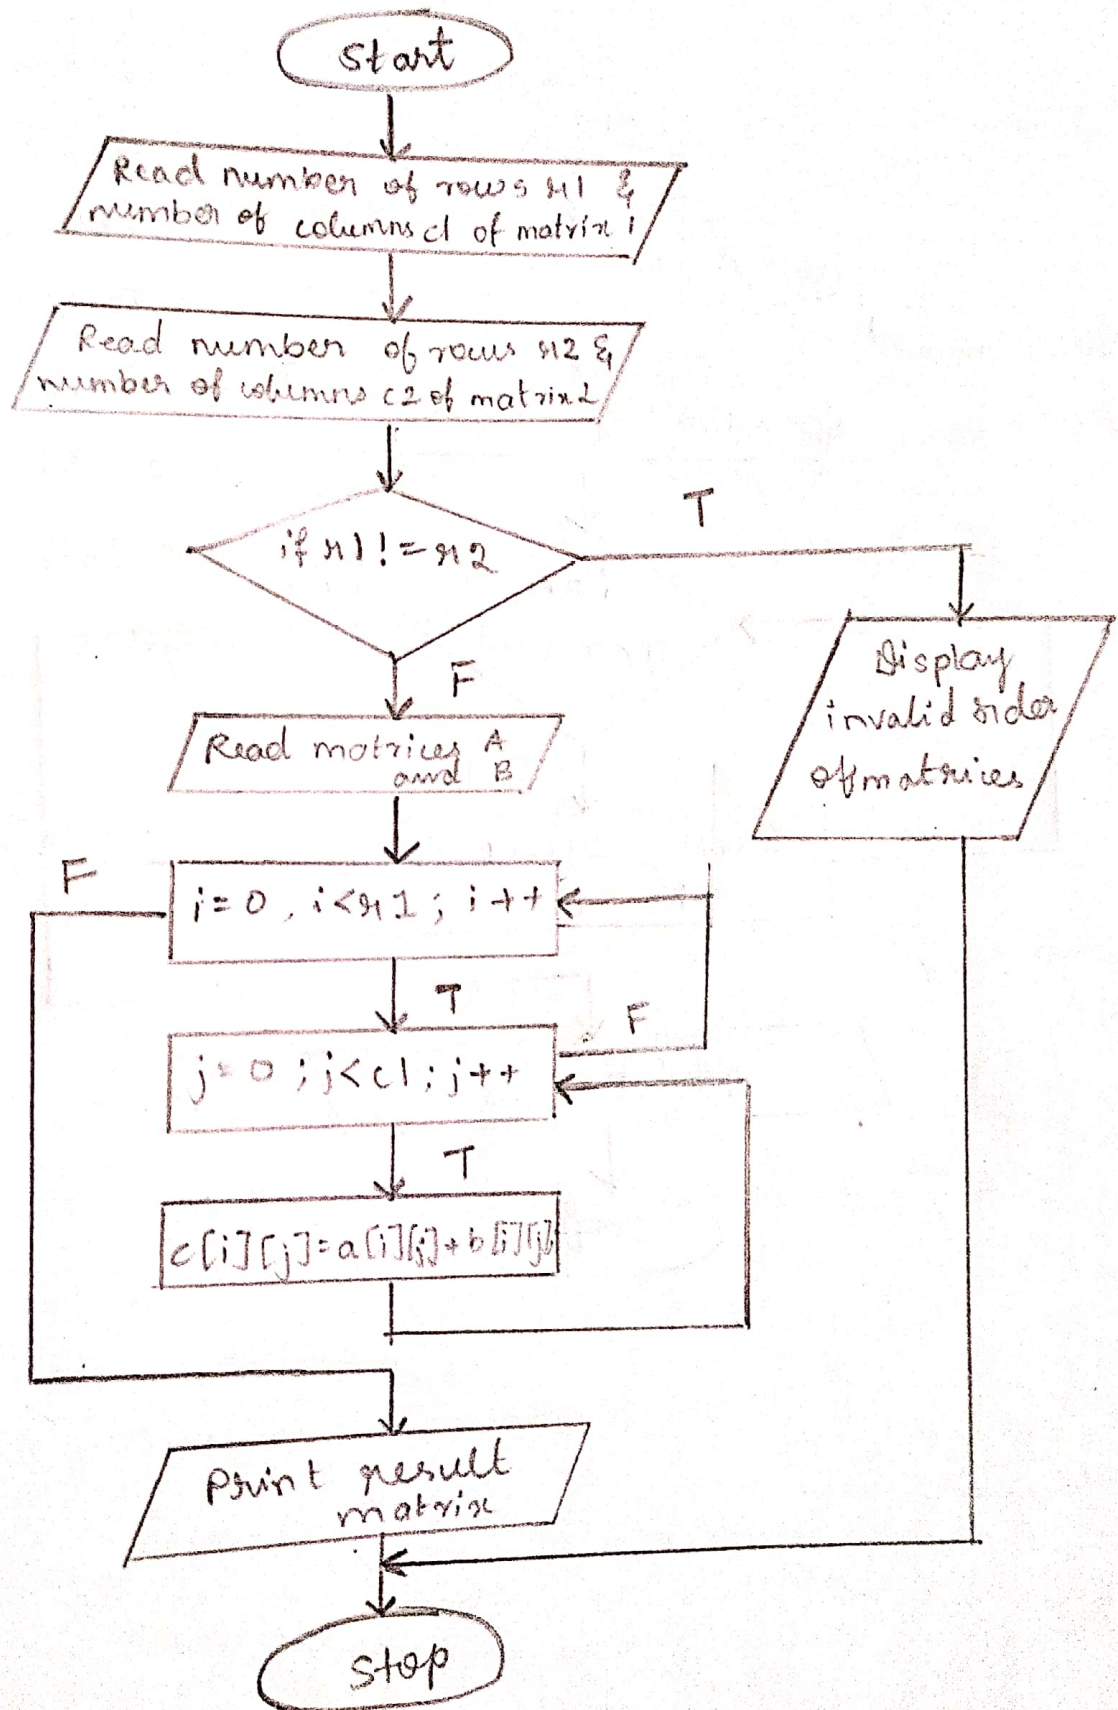 Start
Read number of rows r1 &
number of columns c1 of matrix 1
Read number of rows r2 &
number of columns c2 of matrix 2
if r1 != r2
T
F
Display
invalid order
of matrices
Read matrices A
and B
F
i=0, i<r1; i++
T
F
j=0; j<c1; j++
T
c[i][j]=a[i][j]+b[i][j];
Print result
matrix
Stop